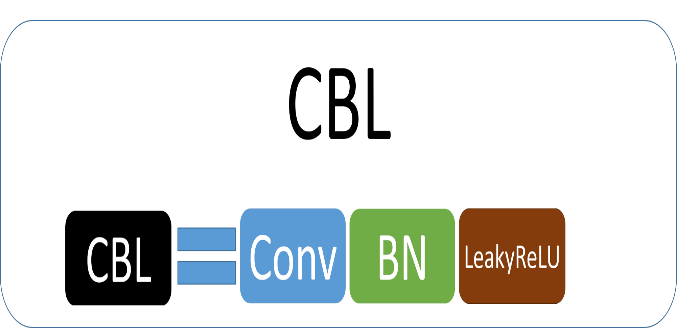 CBL
CBL = Conv BN LeakyReLU